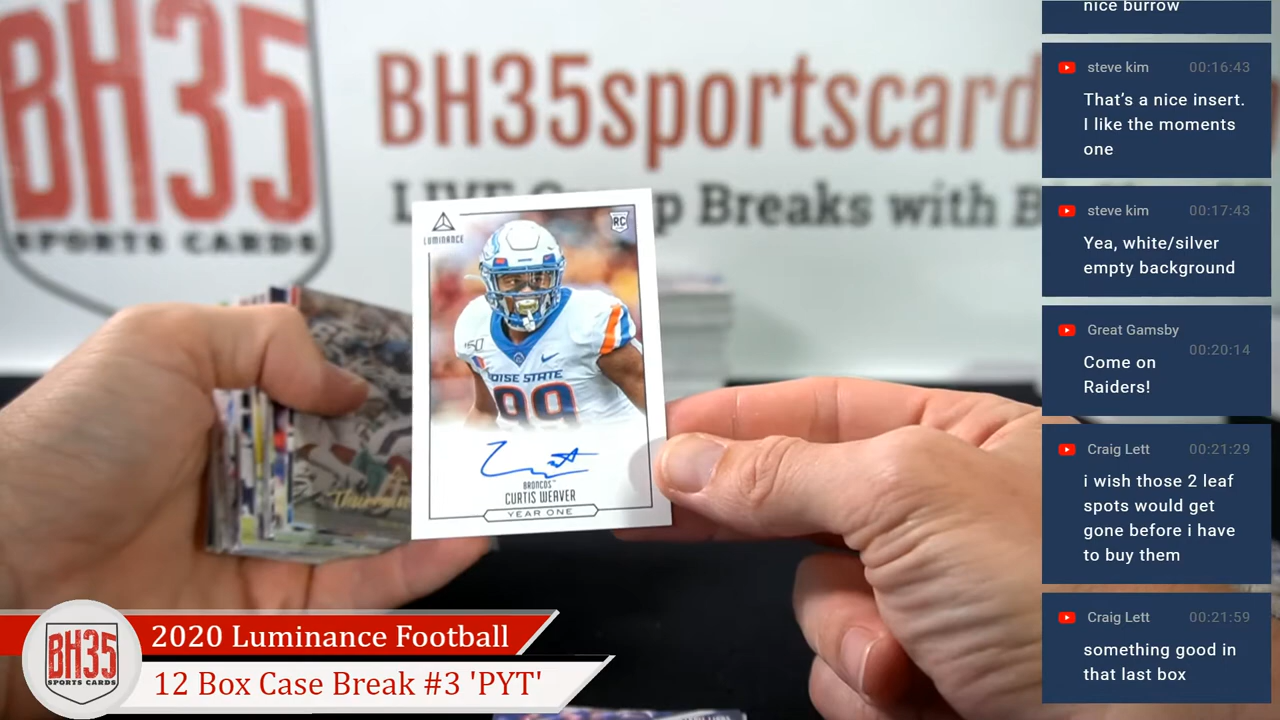 BH35
SPORTS CARDS
BH35sportscard
LIVE Group Breaks with B
LUMINANCE
RC
150
BOISE STATE
99
BRONCOS™
CURTIS WEAVER
YEAR ONE
BH35
SPORTS CARDS
2020 Luminance Football
12 Box Case Break #3 'PYT'
nice burrow
steve kim 00:16:43
That’s a nice insert.
I like the moments
one
steve kim 00:17:43
Yea, white/silver
empty background
Great Gamsby
00:20:14
Come on
Raiders!
Craig Lett 00:21:29
i wish those 2 leaf
spots would get
gone before i have
to buy them
Craig Lett 00:21:59
something good in
that last box